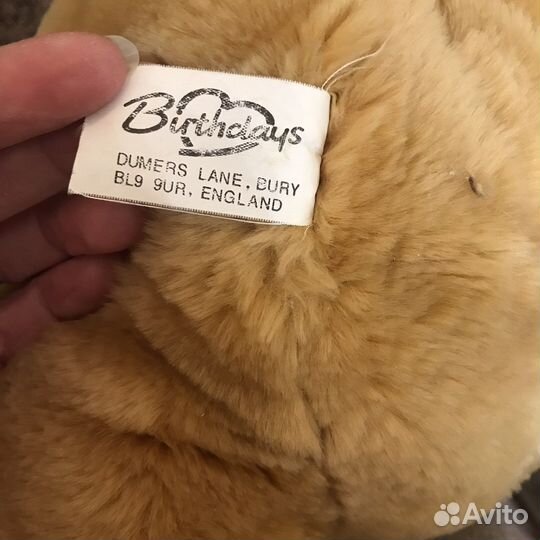 Birthdays
DUMERS LANE, BURY
BL9 9UR, ENGLAND
Avito